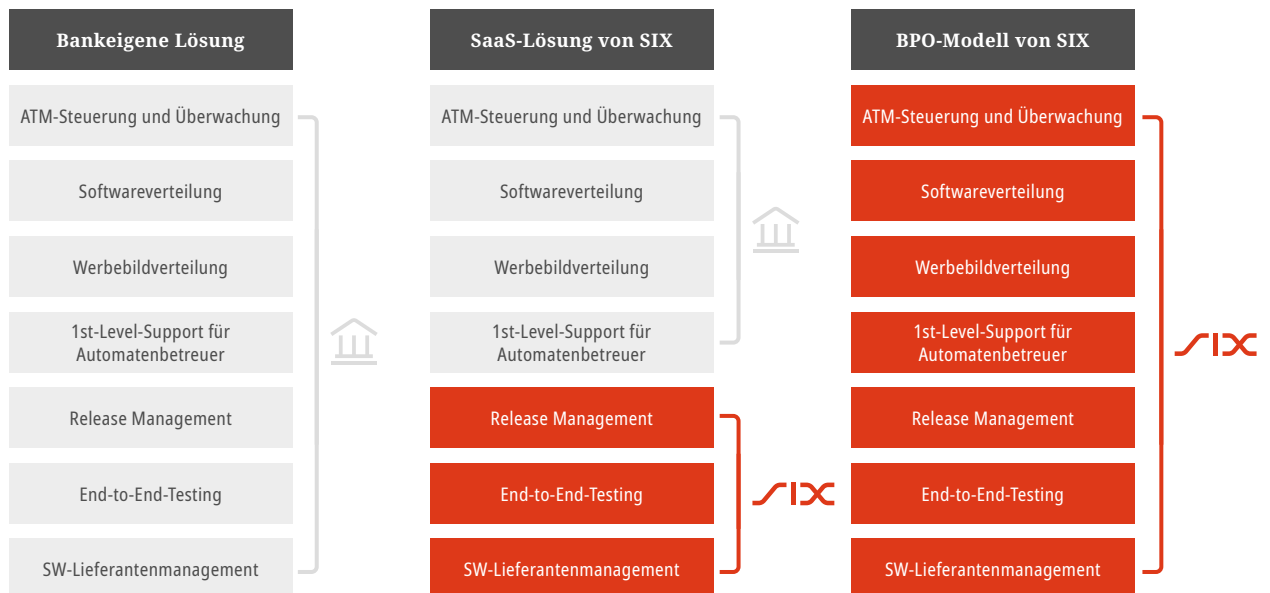 Bankeigene Lösung
ATM-Steuerung und Überwachung
Softwareverteilung
Werbebildverteilung
1st-Level-Support für
Automatenbetreuer
Release Management
End-to-End-Testing
SW-Lieferantenmanagement
SaaS-Lösung von SIX
ATM-Steuerung und Überwachung
Softwareverteilung
Werbebildverteilung
1st-Level-Support für
Automatenbetreuer
Release Management
End-to-End-Testing
SW-Lieferantenmanagement
SIX
BPO-Modell von SIX
ATM-Steuerung und Überwachung
Softwareverteilung
Werbebildverteilung
1st-Level-Support für
Automatenbetreuer
Release Management
End-to-End-Testing
SW-Lieferantenmanagement
SIX